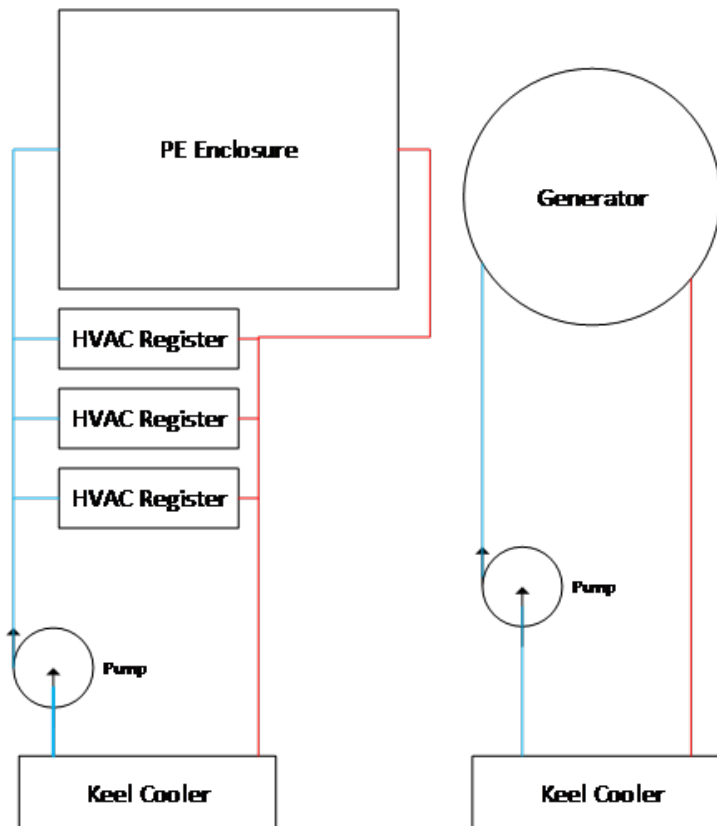 PE Enclosure
Generator
HVAC Register
HVAC Register
HVAC Register
Pump
Pump
Keel Cooler
Keel Cooler